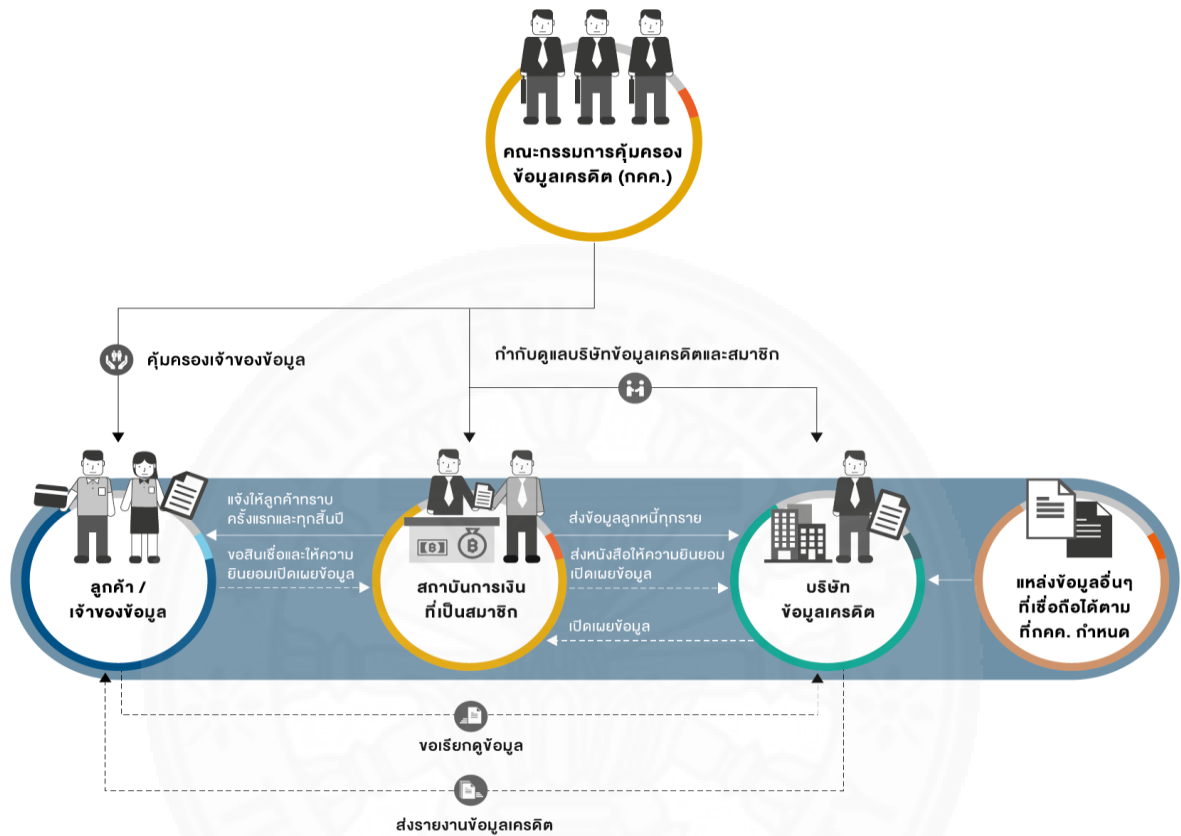 คณะกรรมการคุ้มครอง
ข้อมูลเครดิต (กคค.)
คุ้มครองเจ้าของข้อมูล
กำกับดูแลบริษัทข้อมูลเครดิตและสมาชิก
แจ้งให้ลูกค้าทราบ
ครั้งแรกและทุกสิ้นปี
ขอสินเชื่อและให้ความ
ยินยอมเปิดเผยข้อมูล
ส่งข้อมูลลูกหนี้ทุกราย
ส่งหนังสือให้ความยินยอม
เปิดเผยข้อมูล
เปิดเผยข้อมูล
ลูกค้า /
เจ้าของข้อมูล
สถาบันการเงิน
ที่เป็นสมาชิก
บริษัท
ข้อมูลเครดิต
แหล่งข้อมูลอื่นๆ
ที่เชื่อถือได้ตาม
ที่กคค. กำหนด
ขอเรียกดูข้อมูล
ส่งรายงานข้อมูลเครดิต